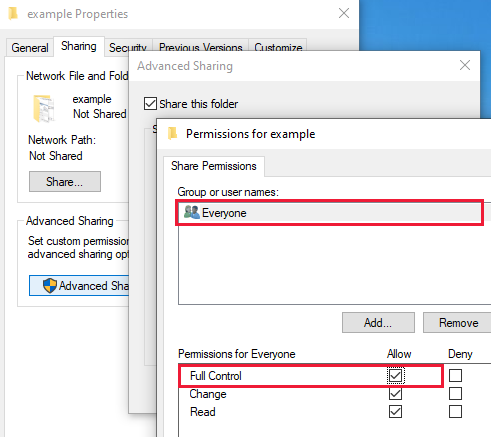 example Properties
General Sharing Security Previous Versions Customize
Network File and Fold
example
Not Shared
Network Path:
Not Shared
Share...
Advanced Sharing
Set custom permission
advanced sharing opt
Advanced Sha
Advanced Sharing
Share this folder
S
Permissions for example
Share Permissions
Group or user names:
Everyone
Add... Remove
Permissions for Everyone Allow Deny
Full Control
Change
Read